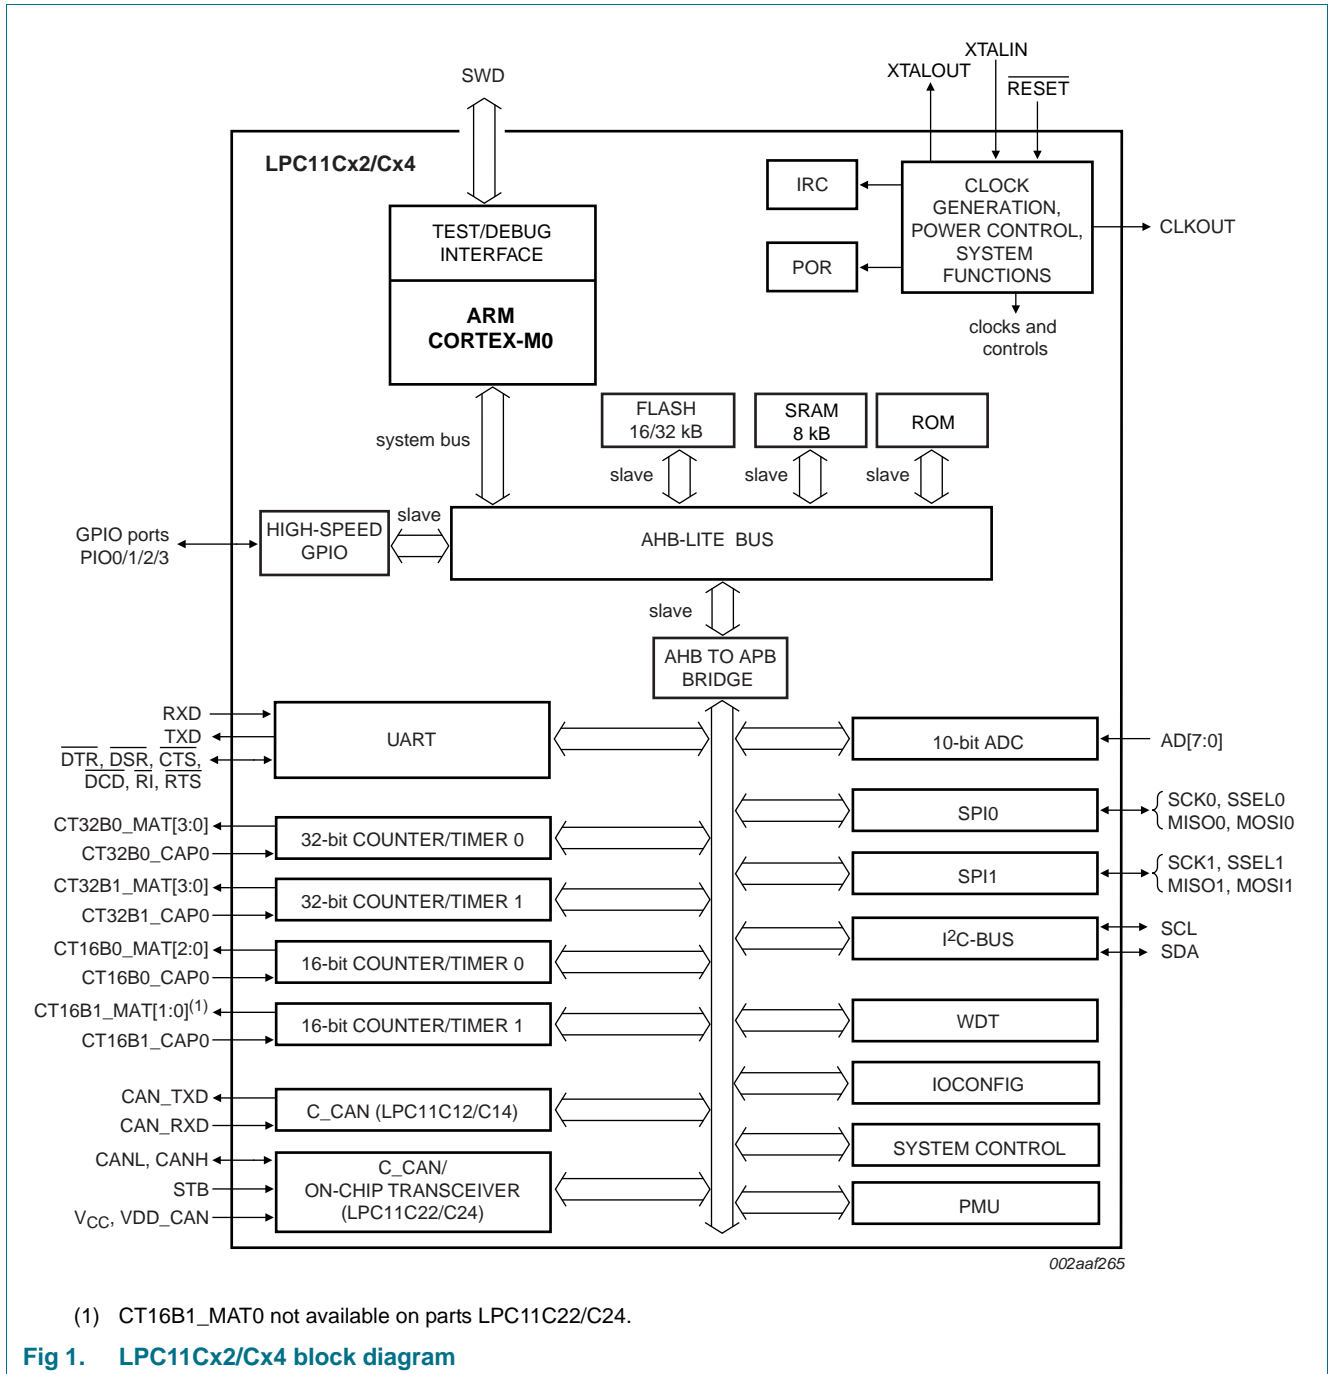 XTALIN
SWD
XTALOUT
RESET
LPC11Cx2/Cx4
IRC
CLOCK
GENERATION,
POWER CONTROL,
SYSTEM
FUNCTIONS
CLKOUT
POR
TEST/DEBUG
INTERFACE
ARM
CORTEX-M0
clocks and
controls
FLASH
16/32 kB
SRAM
8 kB
ROM
system bus
slave
slave
slave
slave
GPIO ports
PIO0/1/2/3
HIGH-SPEED
GPIO
AHB-LITE BUS
slave
AHB TO APB
BRIDGE
RXD
TXD
DTR, DSR, CTS,
DCD, RI, RTS
UART
10-bit ADC
AD[7:0]
CT32B0_MAT[3:0]
CT32B0_CAP0
32-bit COUNTER/TIMER 0
SPI0
SCK0, SSEL0
MISO0, MOSI0
CT32B1_MAT[3:0]
CT32B1_CAP0
32-bit COUNTER/TIMER 1
SPI1
SCK1, SSEL1
MISO1, MOSI1
CT16B0_MAT[2:0]
CT16B0_CAP0
16-bit COUNTER/TIMER 0
I2C-BUS
SCL
SDA
CT16B1_MAT[1:0](1)
CT16B1_CAP0
16-bit COUNTER/TIMER 1
WDT
IOCONFIG
CAN_TXD
CAN_RXD
C_CAN (LPC11C12/C14)
SYSTEM CONTROL
CANL, CANH
STB
VCC, VDD_CAN
C_CAN/
ON-CHIP TRANSCEIVER
(LPC11C22/C24)
PMU
002aaf265
(1) CT16B1_MAT0 not available on parts LPC11C22/C24.
Fig 1. LPC11Cx2/Cx4 block diagram